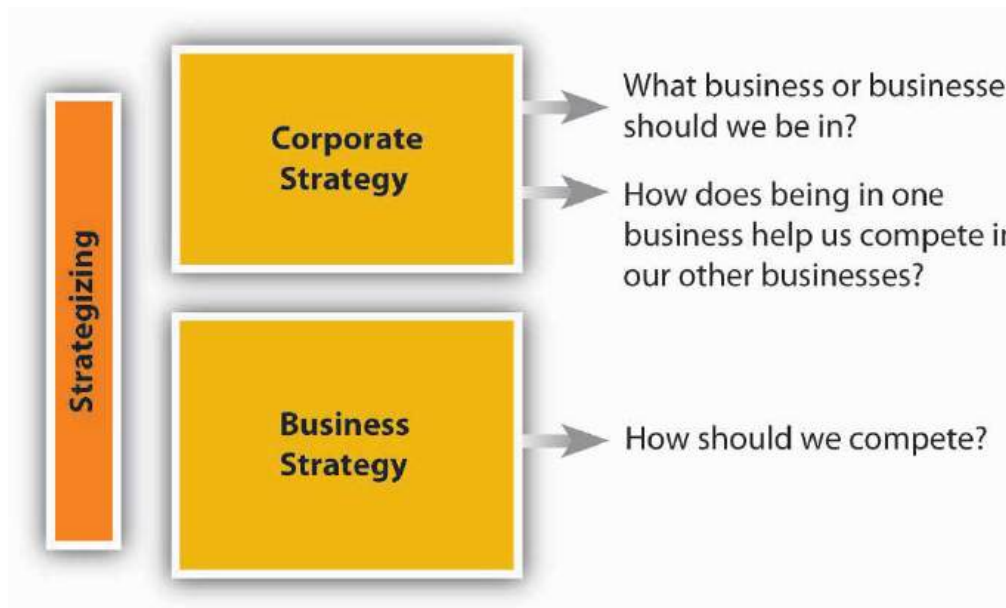 Strategizing
Corporate
Strategy
What business or businesse
should we be in?
How does being in one
business help us compete in
our other businesses?
Business
Strategy
How should we compete?